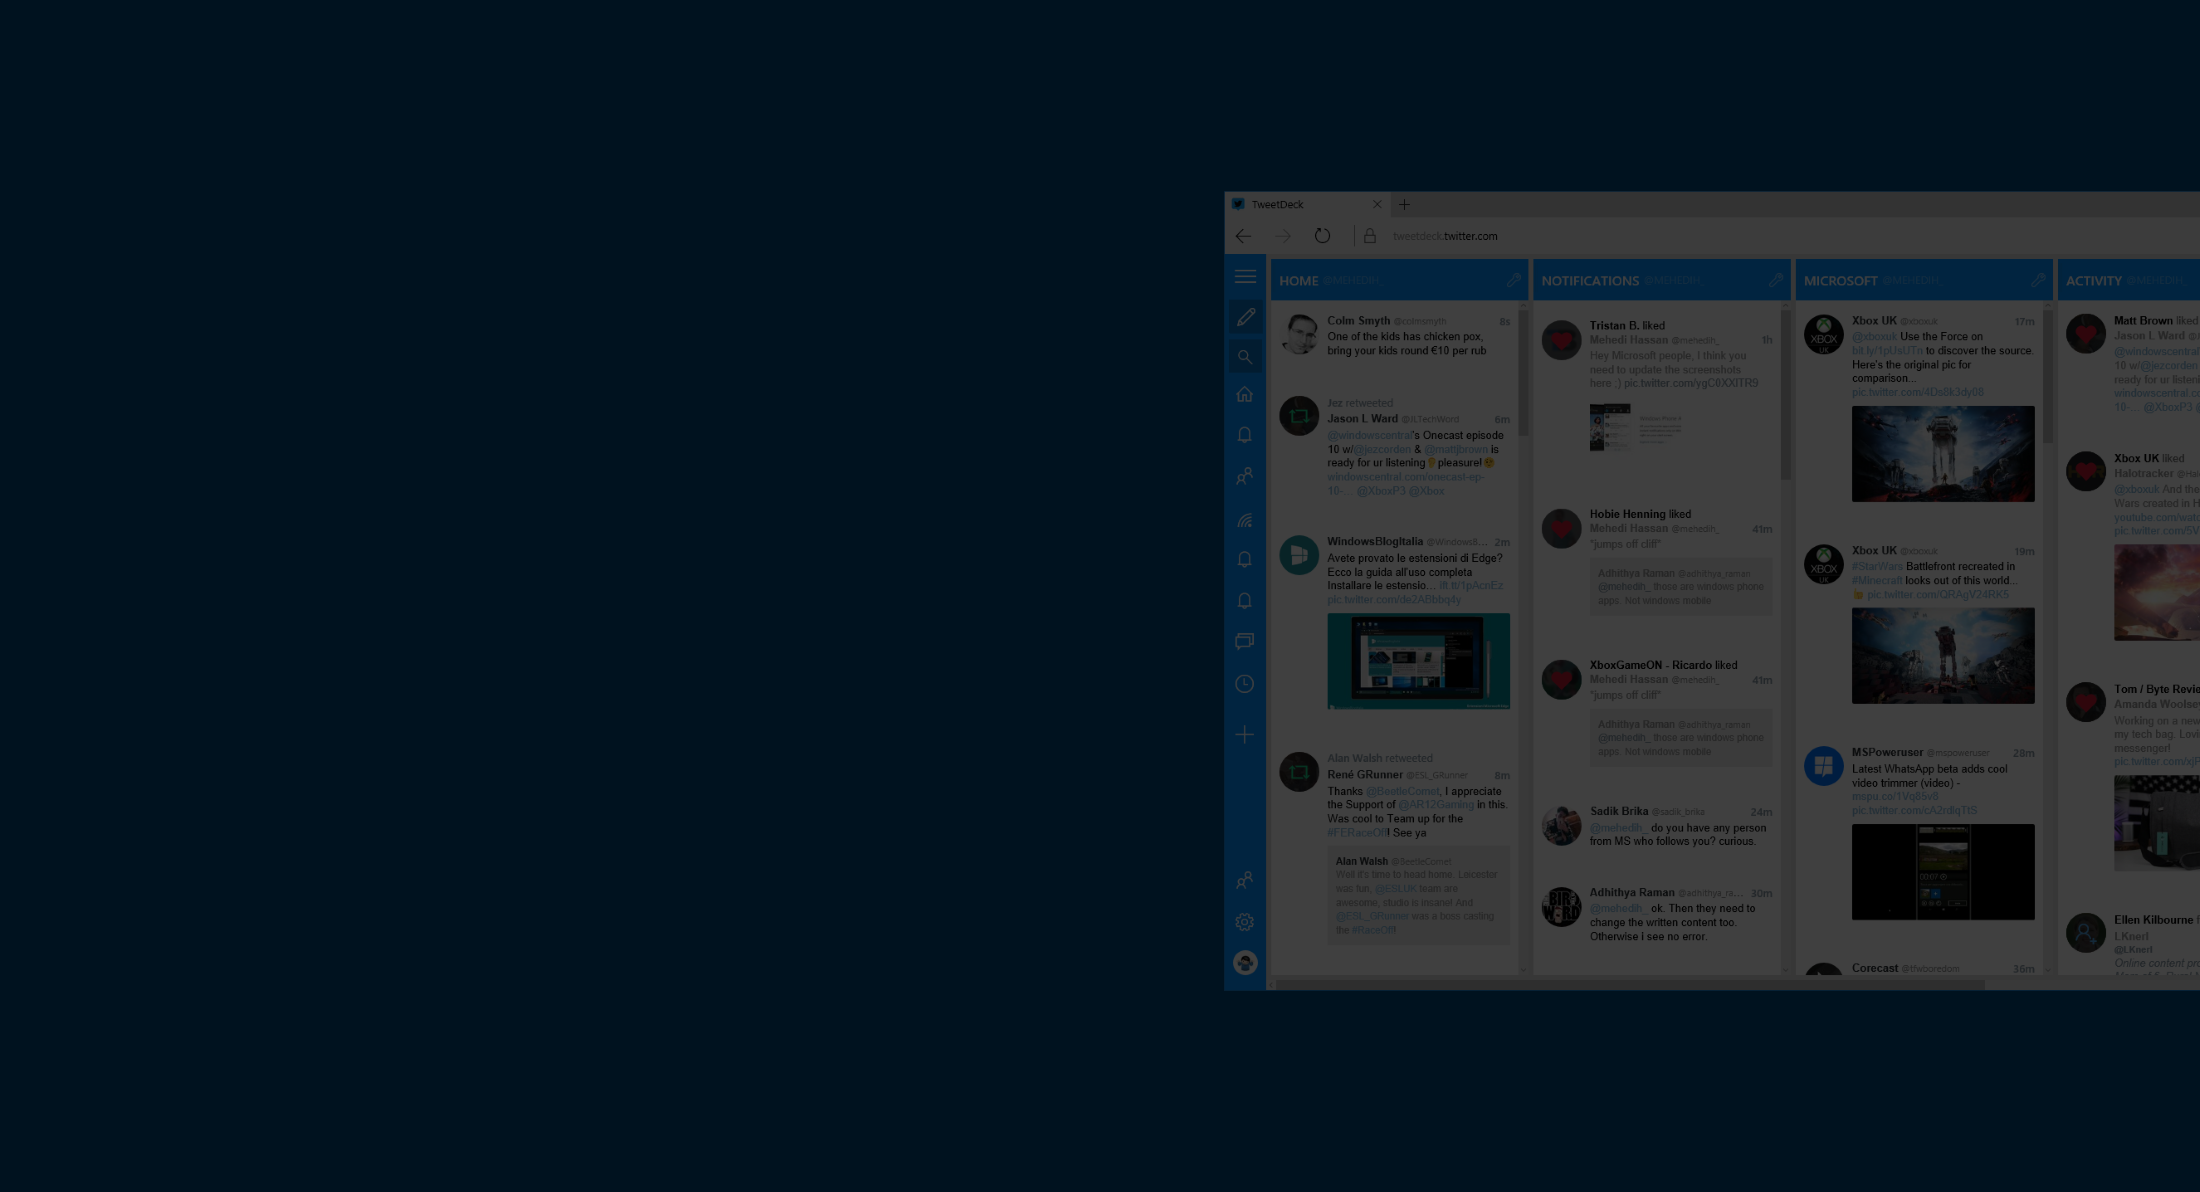 TweetDeck
tweetdeck.twitter.com
HOME @MEHEDIH_
Colm Smyth @colmsmyth 8s
One of the kids has chicken pox,
bring your kids round €10 per rub
Jez retweeted
Jason L Ward @JLTechWord 6m
@windowscentral's Onecast episode
10 w/@jezcorden & @mattjbrown is
ready for ur listening👂pleasure!😊
windowscentral.com/onecast-ep-
10-... @XboxP3 @Xbox
WindowsBlogItalia @WindowsB... 2m
Avete provato le estensioni di Edge?
Ecco la guida all'uso completa
Installare le estensio... ift.tt/1pAcnEz
pic.twitter.com/de2ABbbq4y
Alan Walsh retweeted
René GRunner @ESL_GRunner 8m
Thanks @BeetleComet, I appreciate
the Support of @AR12Gaming in this.
Was cool to Team up for the
#FERaceOff! See ya
Alan Walsh @BeetleComet
Well it's time to head home. Leicester
was fun, @ESLUK team are
awesome, studio is insane! And
@ESL_GRunner was a boss casting
the #RaceOff!
NOTIFICATIONS @MEHEDIH_
Tristan B. liked
Mehedi Hassan @mehedih_ 1h
Hey Microsoft people, I think you
need to update the screenshots
here ;) pic.twitter.com/ygC0XXITR9
Hobie Henning liked
Mehedi Hassan @mehedih_ 41m
*jumps off cliff*
Adhithya Raman @adhithya_raman
@mehedih_ those are windows phone
apps. Not windows mobile
XboxGameON - Ricardo liked
Mehedi Hassan @mehedih_ 41m
*jumps off cliff*
Adhithya Raman @adhithya_raman
@mehedih_ those are windows phone
apps. Not windows mobile
Sadik Brika @sadik_brika 24m
@mehedih_ do you have any person
from MS who follows you? curious.
Adhithya Raman @adhithya_ra... 30m
@mehedih_ ok. Then they need to
change the written content too.
Otherwise i see no error.
MICROSOFT @MEHEDIH_
Xbox UK @xboxuk 17m
@xboxuk Use the Force on
bit.ly/1pUsUTn to discover the source.
Here's the original pic for
comparison...
pic.twitter.com/4Ds8k3dy08
Xbox UK @xboxuk 19m
#StarWars Battlefront recreated in
#Minecraft looks out of this world...
pic.twitter.com/QRAgV24RK5
MSPoweruser @mspoweruser 28m
Latest WhatsApp beta adds cool
video trimmer (video) -
mspu.co/1Vq85v8
pic.twitter.com/cA2rdlqTtS
Corecast @tfwboredom 36m
ACTIVITY @MEHEDIH_
Matt Brown liked
Jason L Ward
@windowscentral
10 w/@jezcorden
ready for ur listen
windowscentral.co
10-... @XboxP3
Xbox UK liked
Halotracker @Hal
@xboxuk And the
Wars created in H
youtube.com/wat
pic.twitter.com/5V
Tom / Byte Revie
Amanda Woolse
Working on a new
my tech bag. Lovi
messenger!
pic.twitter.com/xjF
Ellen Kilbourne f
LKnerl
@LKnerl
Online content pro
XBOX
UK
XBOX
UK